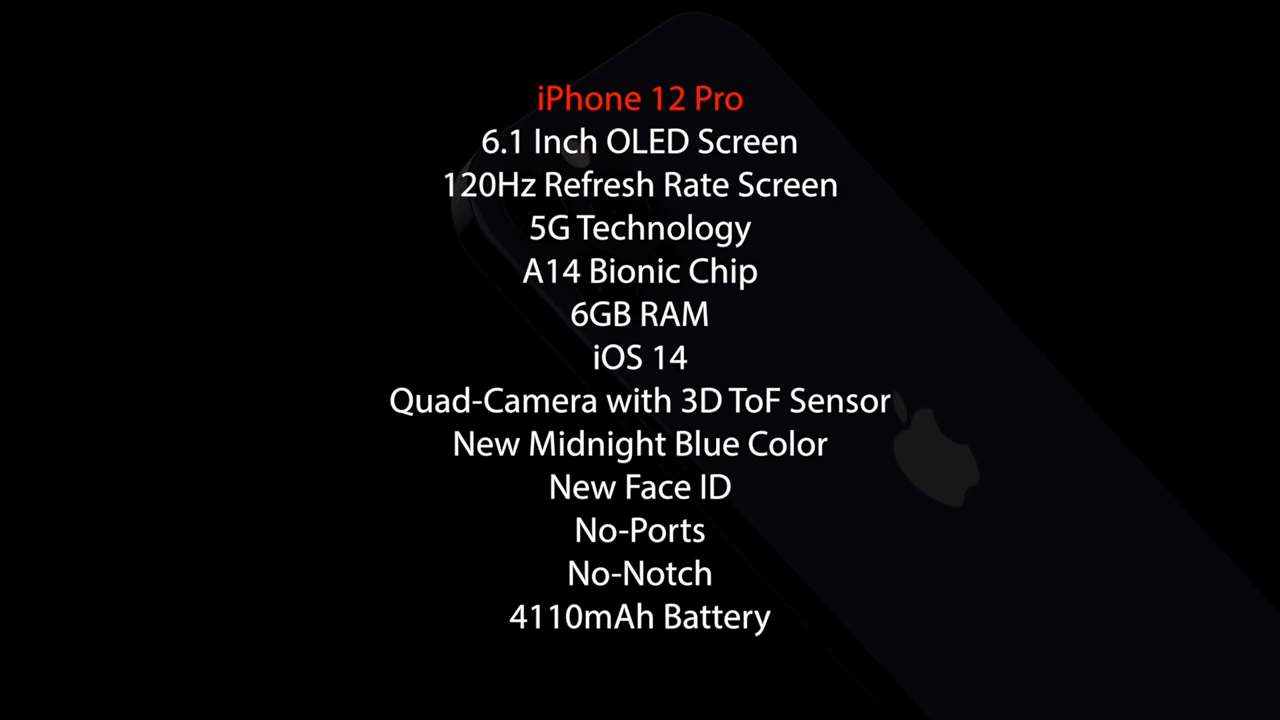 iPhone 12 Pro
6.1 Inch OLED Screen
120Hz Refresh Rate Screen
5G Technology
A14 Bionic Chip
6GB RAM
iOS 14
Quad-Camera with 3D ToF Sensor
New Midnight Blue Color
New Face ID
No-Ports
No-Notch
4110mAh Battery